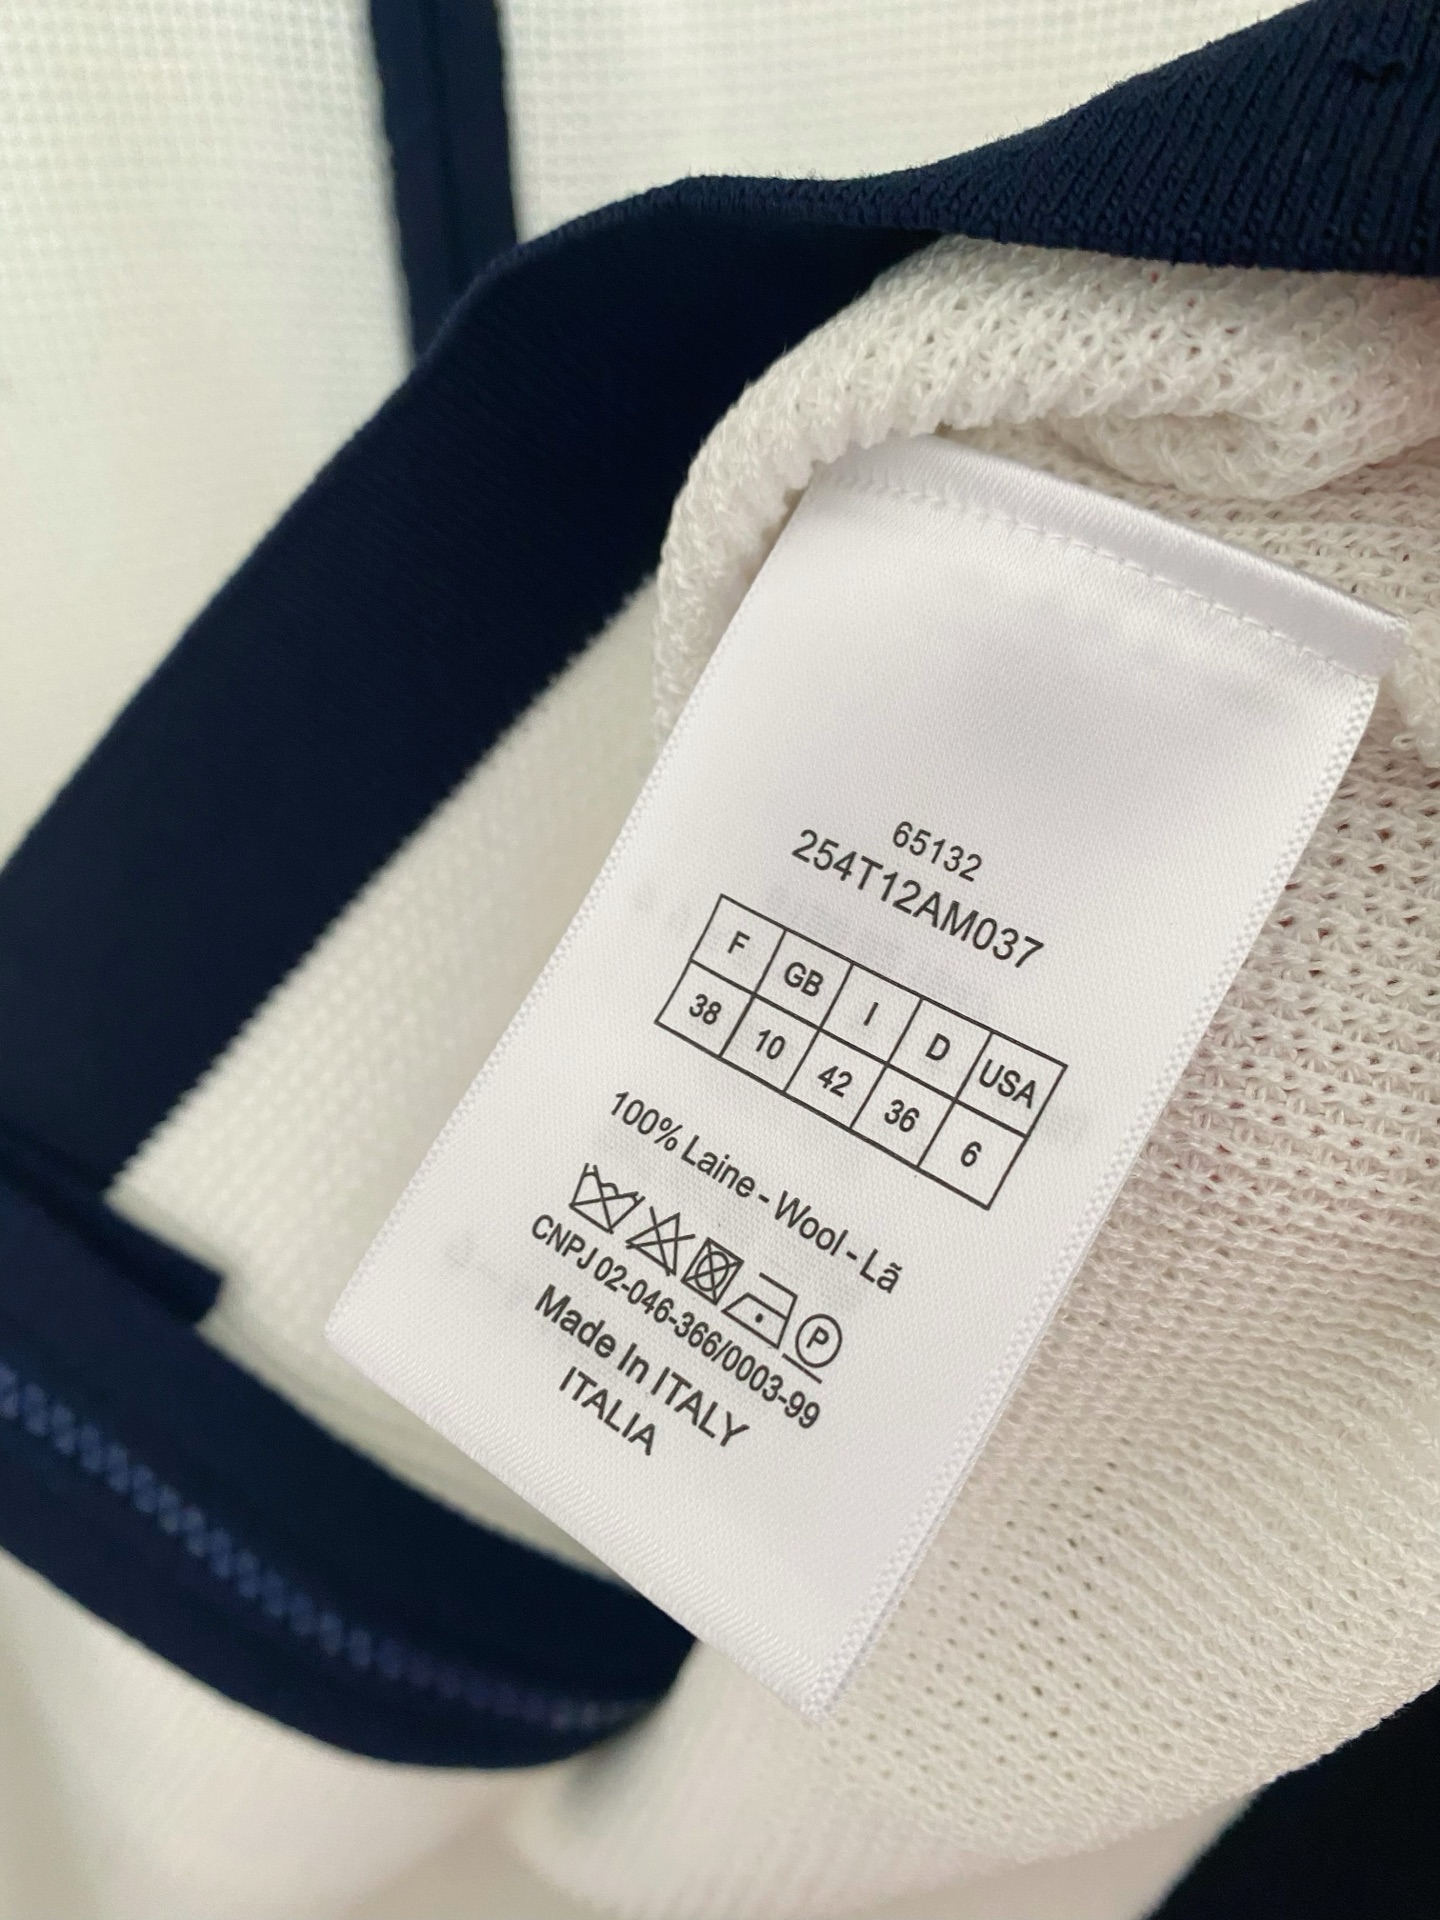 65132
254T12AM037
F GB I D USA
38 10 42 36 6
100% Laine - Wool - Lã
P
CNPJ 02-046-366/0003-99
Made In ITALY
ITALIA